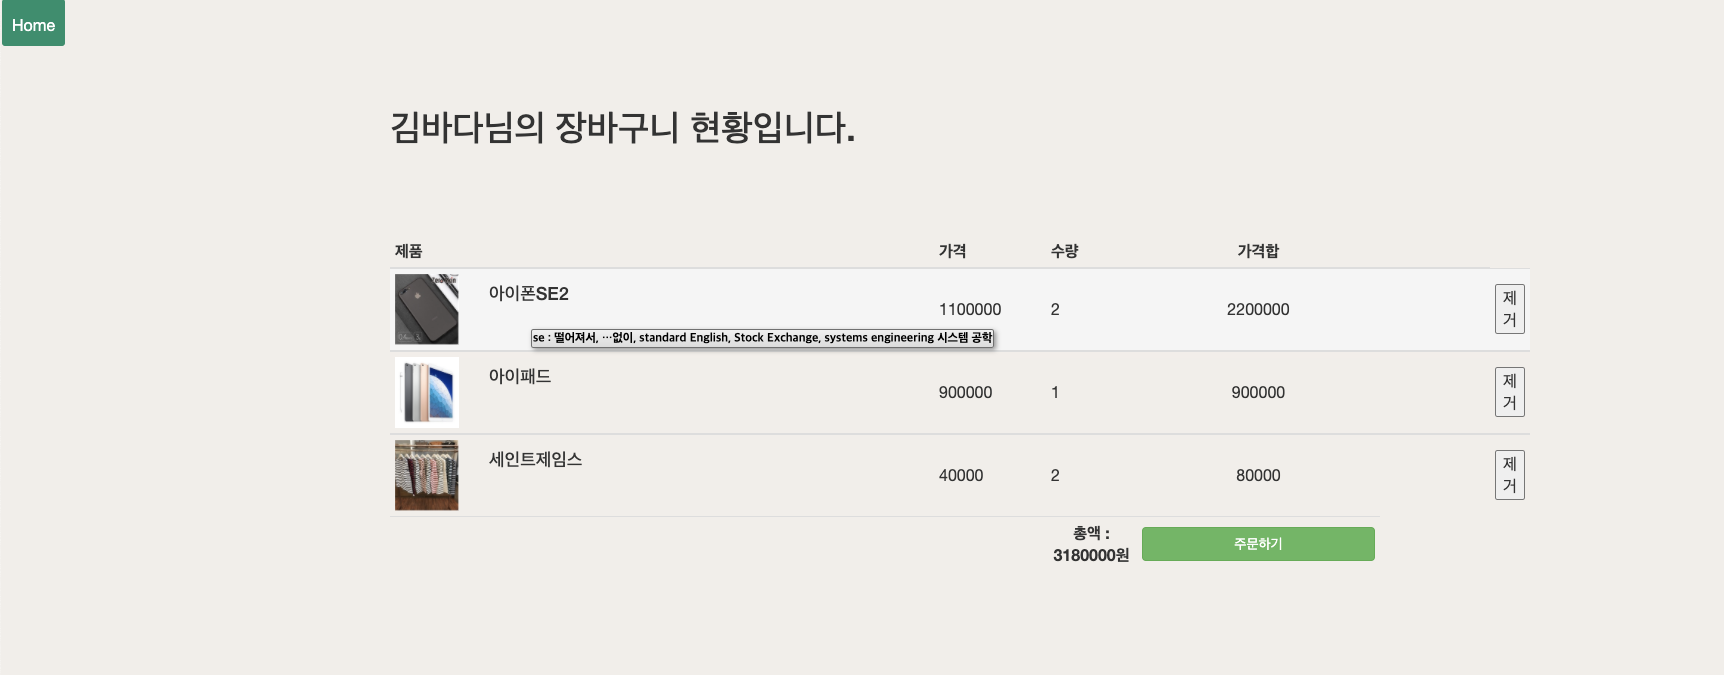 Home
김바다님의 장바구니 현황입니다.
제품 가격 수량 가격합
아이폰SE2
1100000 2 2200000 제
거
se : 떨어져서, …없이, standard English, Stock Exchange, systems engineering 시스템 공학
아이패드
900000 1 900000 제
거
세인트제임스
40000 2 80000 제
거
총액 :
3180000원 주문하기